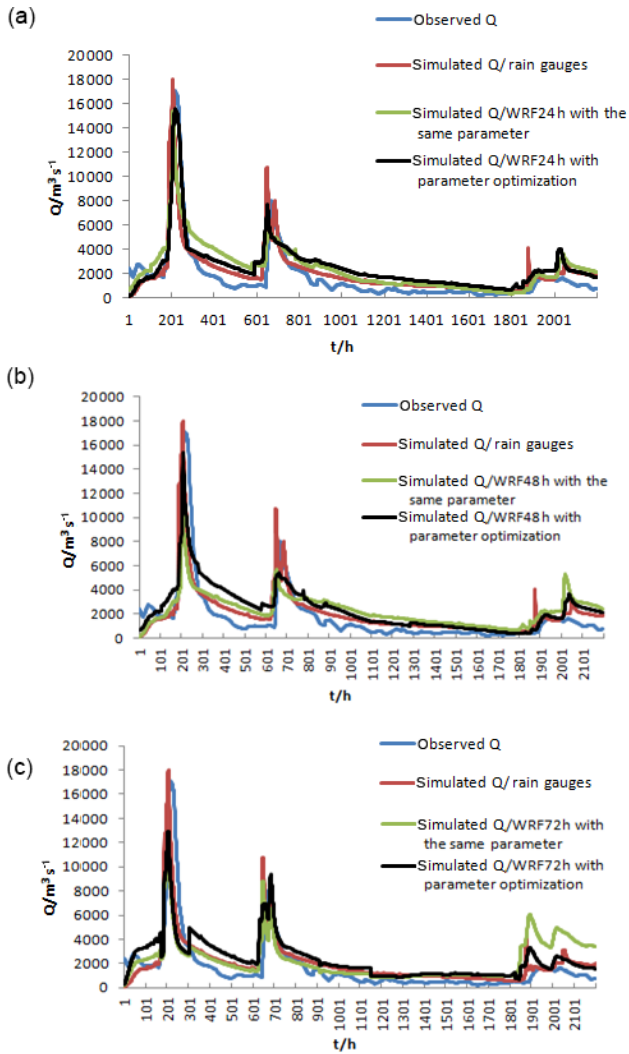 (a)
20000
18000
16000
14000
12000
10000
8000
6000
4000
2000
0
Q/m³ s⁻¹
1 201 401 601 801 1001 1201 1401 1601 1801 2001
t/h
Observed Q
Simulated Q/rain gauges
Simulated Q/WRF24h with the
same parameter
Simulated Q/WRF24h with
parameter optimization
(b)
20000
18000
16000
14000
12000
10000
8000
6000
4000
2000
0
Q/m³ s⁻¹
1 101 201 301 401 501 601 701 801 901 1001 1101 1201 1301 1401 1501 1601 1701 1801 1901 2001 2101
t/h
Observed Q
Simulated Q/rain gauges
Simulated Q/WRF48h with the
same parameter
Simulated Q/WRF48h with
parameter optimization
(c)
20000
18000
16000
14000
12000
10000
8000
6000
4000
2000
0
Q/m³ s⁻¹
1 101 201 301 401 501 601 701 801 901 1001 1101 1201 1301 1401 1501 1601 1701 1801 1901 2001 2101
t/h
Observed Q
Simulated Q/rain gauges
Simulated Q/WRF72h with
the same parameter
Simulated Q/WRF72h with
parameter optimization